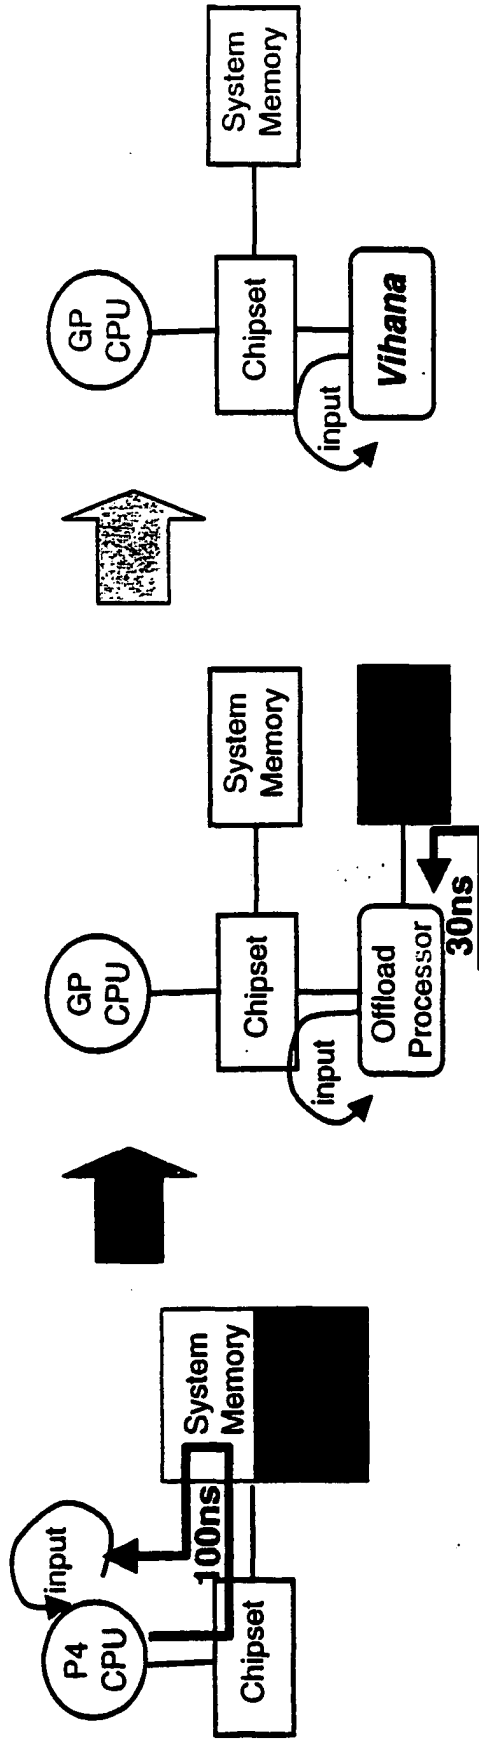 P4
CPU
input
100ns
System
Memory
Chipset
GP
CPU
System
Memory
Chipset
input
Offload
Processor
30ns
GP
CPU
System
Memory
Chipset
input
Vihana